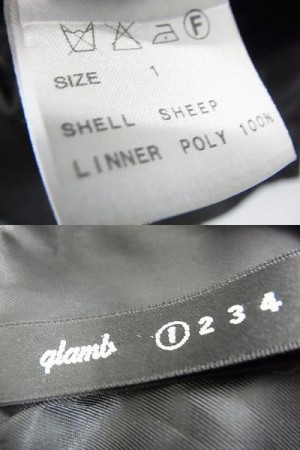 F
SIZE 1
SHELL SHEEP
LINNER POLY 100%
glamb 1 2 3 4